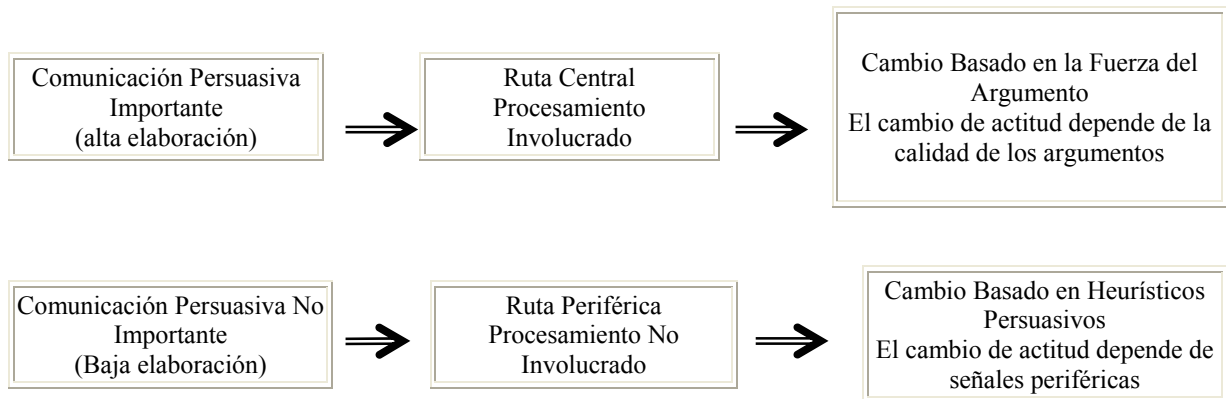 Comunicación Persuasiva
Importante
(alta elaboración)
Ruta Central
Procesamiento
Involucrado
Cambio Basado en la Fuerza del
Argumento
El cambio de actitud depende de la
calidad de los argumentos
Comunicación Persuasiva No
Importante
(Baja elaboración)
Ruta Periférica
Procesamiento No
Involucrado
Cambio Basado en Heurísticos
Persuasivos
El cambio de actitud depende de
señales periféricas